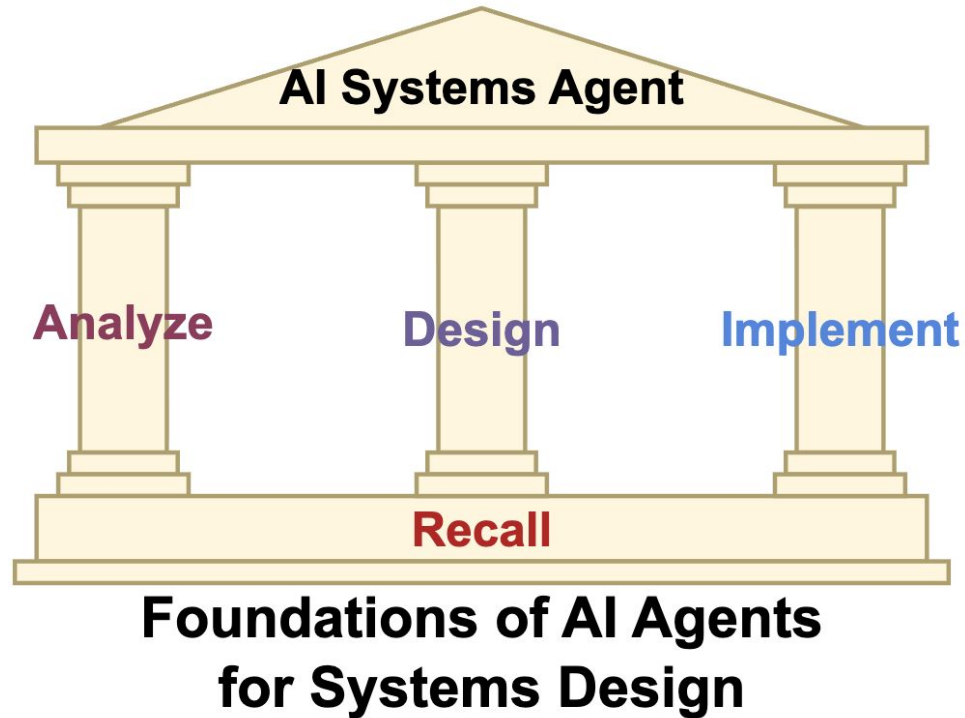 AI Systems Agent
Analyze
Design
Implement
Recall
Foundations of AI Agents
for Systems Design